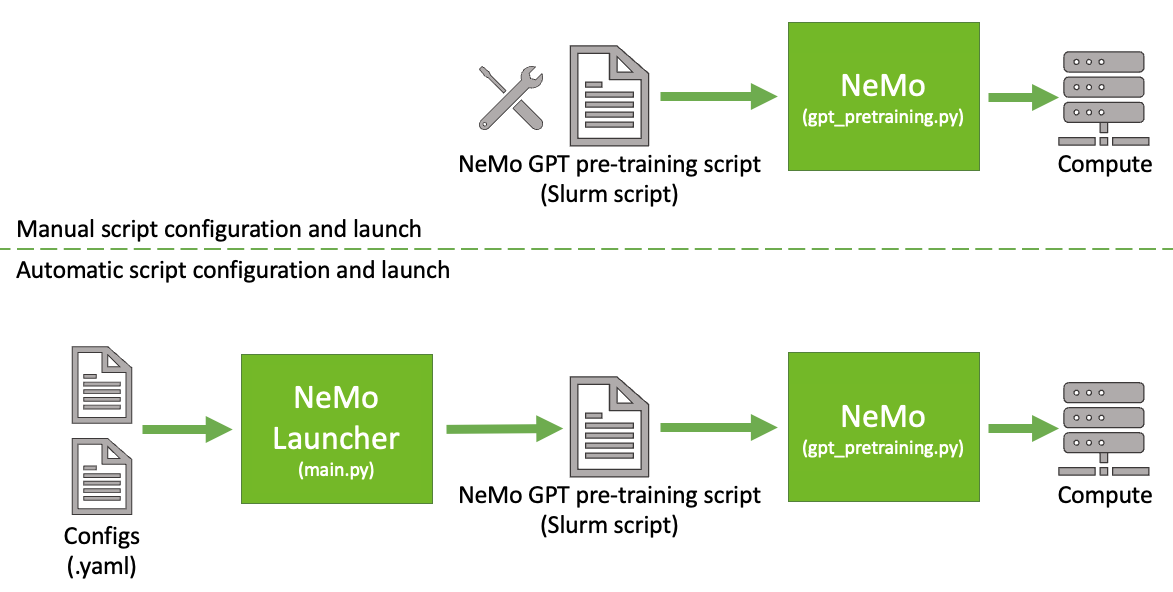 NeMo
(gpt_pretraining.py)
NeMo GPT pre-training script
(Slurm script)
Compute
Manual script configuration and launch
Automatic script configuration and launch
Configs
(.yaml)
NeMo
Launcher
(main.py)
NeMo GPT pre-training script
(Slurm script)
NeMo
(gpt_pretraining.py)
Compute